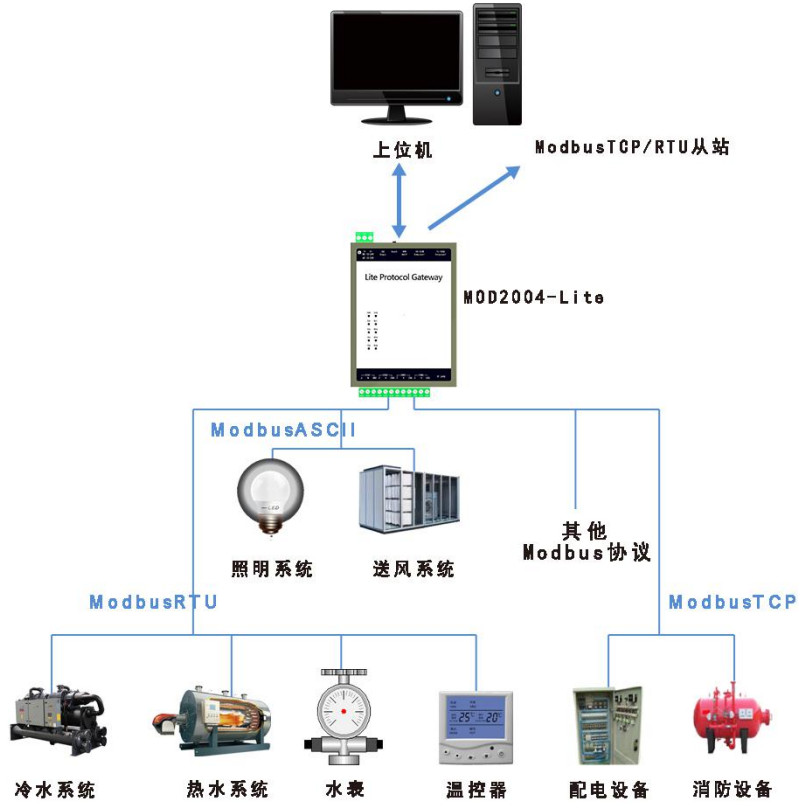 上位机
ModbusTCP/RTU从站
Lite Protocol Gateway
MOD2004-Lite
ModbusASCII
照明系统
送风系统
其他
Modbus协议
ModbusRTU
ModbusTCP
25°C
20°C
冷水系统
热水系统
水表
温控器
配电设备
消防设备